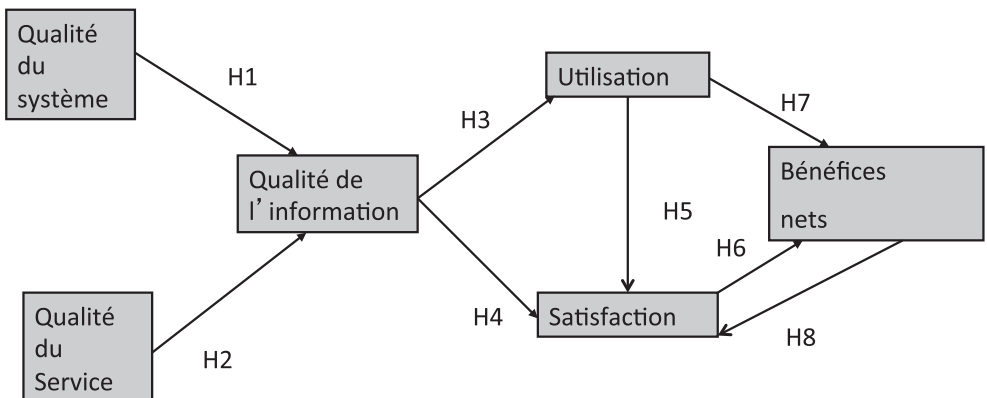 Qualité
du
système
H1
Qualité de
l’ information
Qualité
du
Service
H2
H3
H4
Utilisation
H5
Satisfaction
H6
H7
Bénéfices
nets
H8